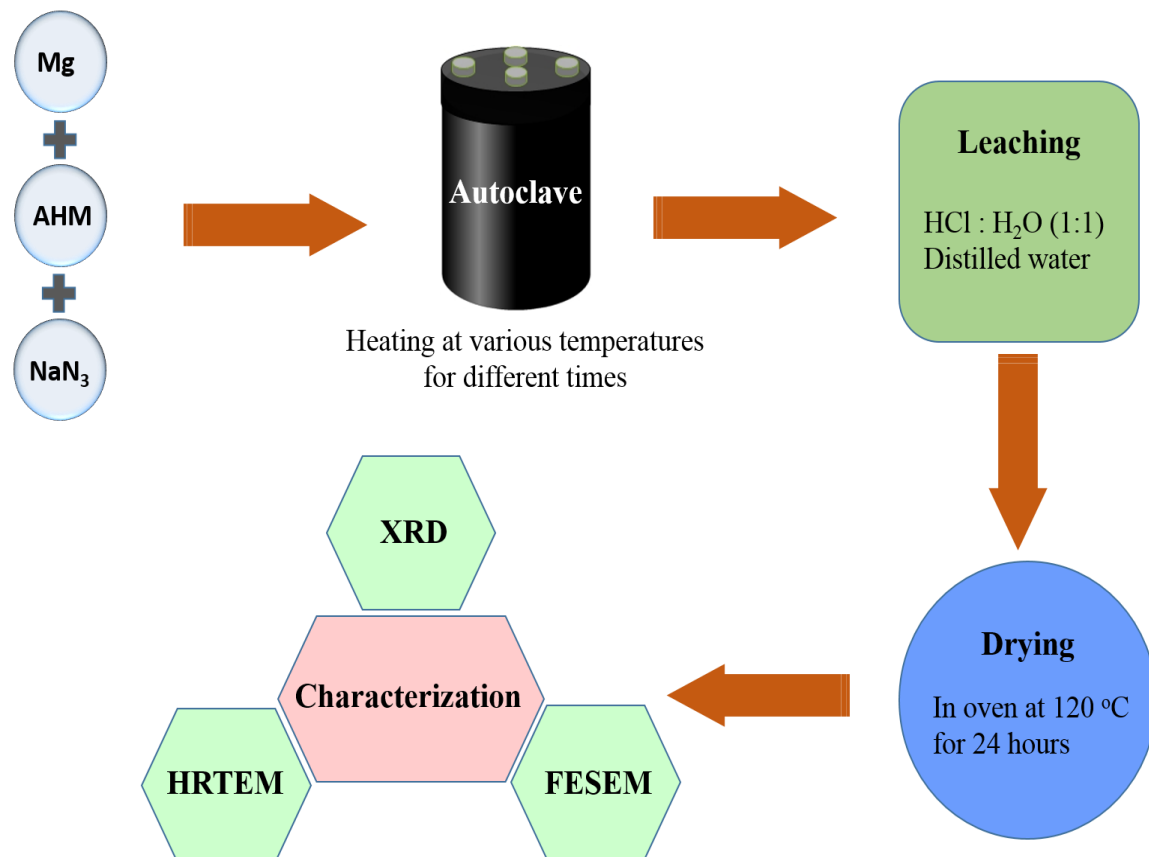 Mg
AHM
NaN₃
Autoclave
Heating at various temperatures
for different times
Leaching
HCl : H₂O (1:1)
Distilled water
Drying
In oven at 120 ⁰C
for 24 hours
XRD
Characterization
HRTEM
FESEM